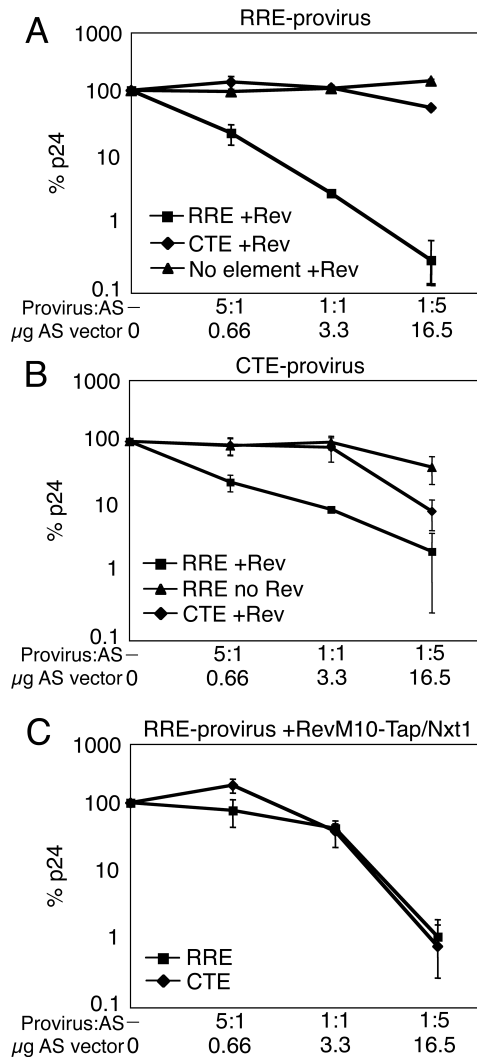 A
RRE-provirus
1000
100
10
1
0.1
% p24
RRE +Rev
CTE +Rev
No element +Rev
Provirus:AS – 5:1 1:1 1:5
µg AS vector 0 0.66 3.3 16.5
B
CTE-provirus
1000
100
10
1
0.1
% p24
RRE +Rev
RRE no Rev
CTE +Rev
Provirus:AS – 5:1 1:1 1:5
µg AS vector 0 0.66 3.3 16.5
C
RRE-provirus +RevM10-Tap/Nxt1
1000
100
10
1
0.1
% p24
RRE
CTE
Provirus:AS – 5:1 1:1 1:5
µg AS vector 0 0.66 3.3 16.5